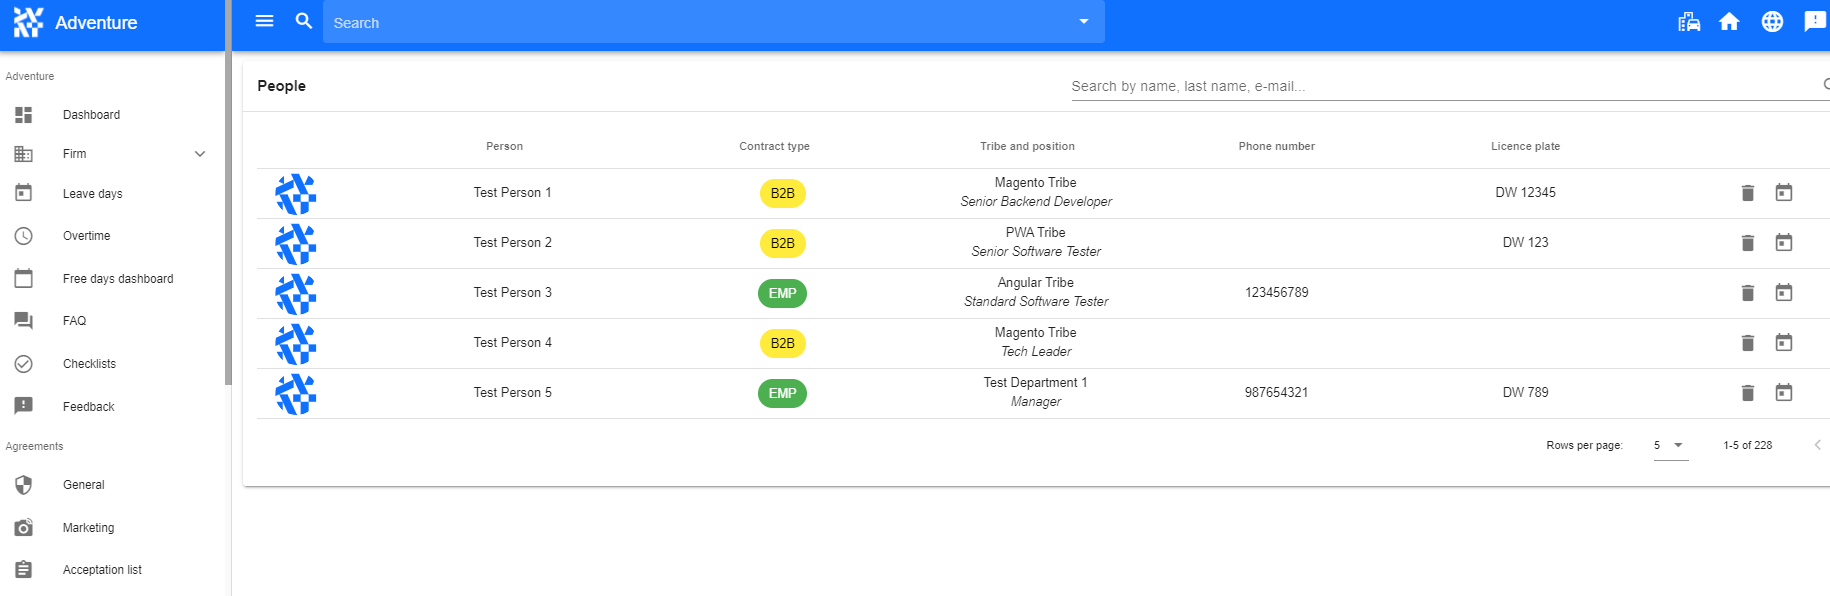 Adventure
Search
Adventure
Dashboard
Firm
Leave days
Overtime
Free days dashboard
FAQ
Checklists
Feedback
Agreements
General
Marketing
Acceptation list
People
Search by name, last name, e-mail...
Person Contract type Tribe and position Phone number Licence plate
Test Person 1 B2B Magento Tribe DW 12345
Senior Backend Developer
Test Person 2 B2B PWA Tribe DW 123
Senior Software Tester
Test Person 3 EMP Angular Tribe 123456789
Standard Software Tester
Test Person 4 B2B Magento Tribe
Tech Leader
Test Person 5 EMP Test Department 1 987654321 DW 789
Manager
Rows per page: 5 1-5 of 228